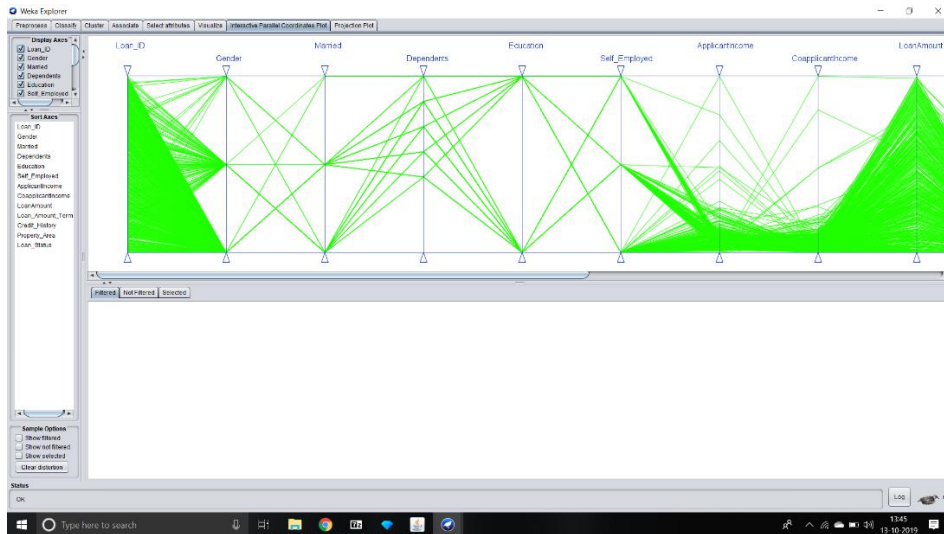 Weka Explorer
Preprocess Classify Cluster Associate Select attributes Visualize Interactive Parallel Coordinates Plot Projection Plot
Display Axes
Loan_ID
Gender
Married
Dependents
Education
Self_Employed
Loan_ID Married Education ApplicantIncome LoanAmount
Gender Dependents Self_Employed CoapplicantIncome
Sort Axes
Loan_ID
Gender
Married
Dependents
Education
Self_Employed
ApplicantIncome
CoapplicantIncome
LoanAmount
Loan_Amount_Term
Credit_History
Property_Area
Loan_Status
Filtered Not Filtered Selected
Sample Options
Show filtered
Show not filtered
Show selected
Clear distortion
Status
OK
Log
Type here to search
13:45
13-10-2019